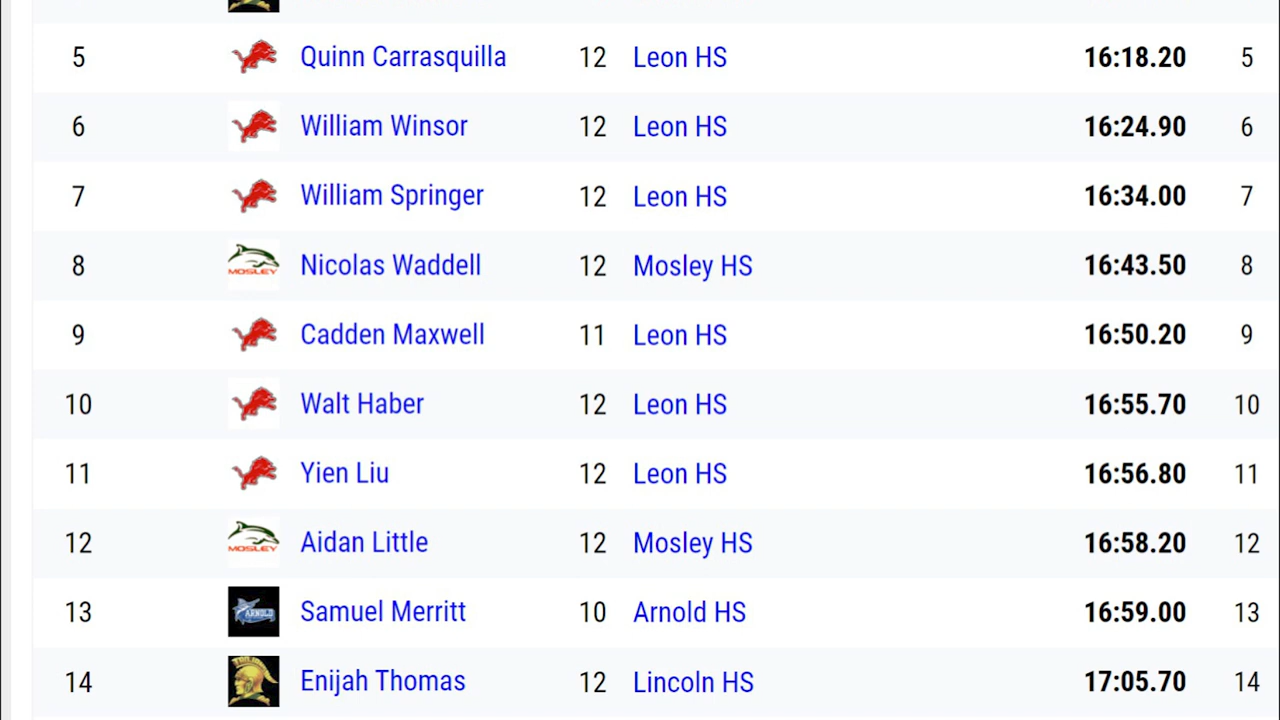 5 Quinn Carrasquilla 12 Leon HS 16:18.20 5
6 William Winsor 12 Leon HS 16:24.90 6
7 William Springer 12 Leon HS 16:34.00 7
8 MOSLEY Nicolas Waddell 12 Mosley HS 16:43.50 8
9 Cadden Maxwell 11 Leon HS 16:50.20 9
10 Walt Haber 12 Leon HS 16:55.70 10
11 Yien Liu 12 Leon HS 16:56.80 11
12 MOSLEY Aidan Little 12 Mosley HS 16:58.20 12
13 ARNOLD Samuel Merritt 10 Arnold HS 16:59.00 13
14 Enijah Thomas 12 Lincoln HS 17:05.70 14